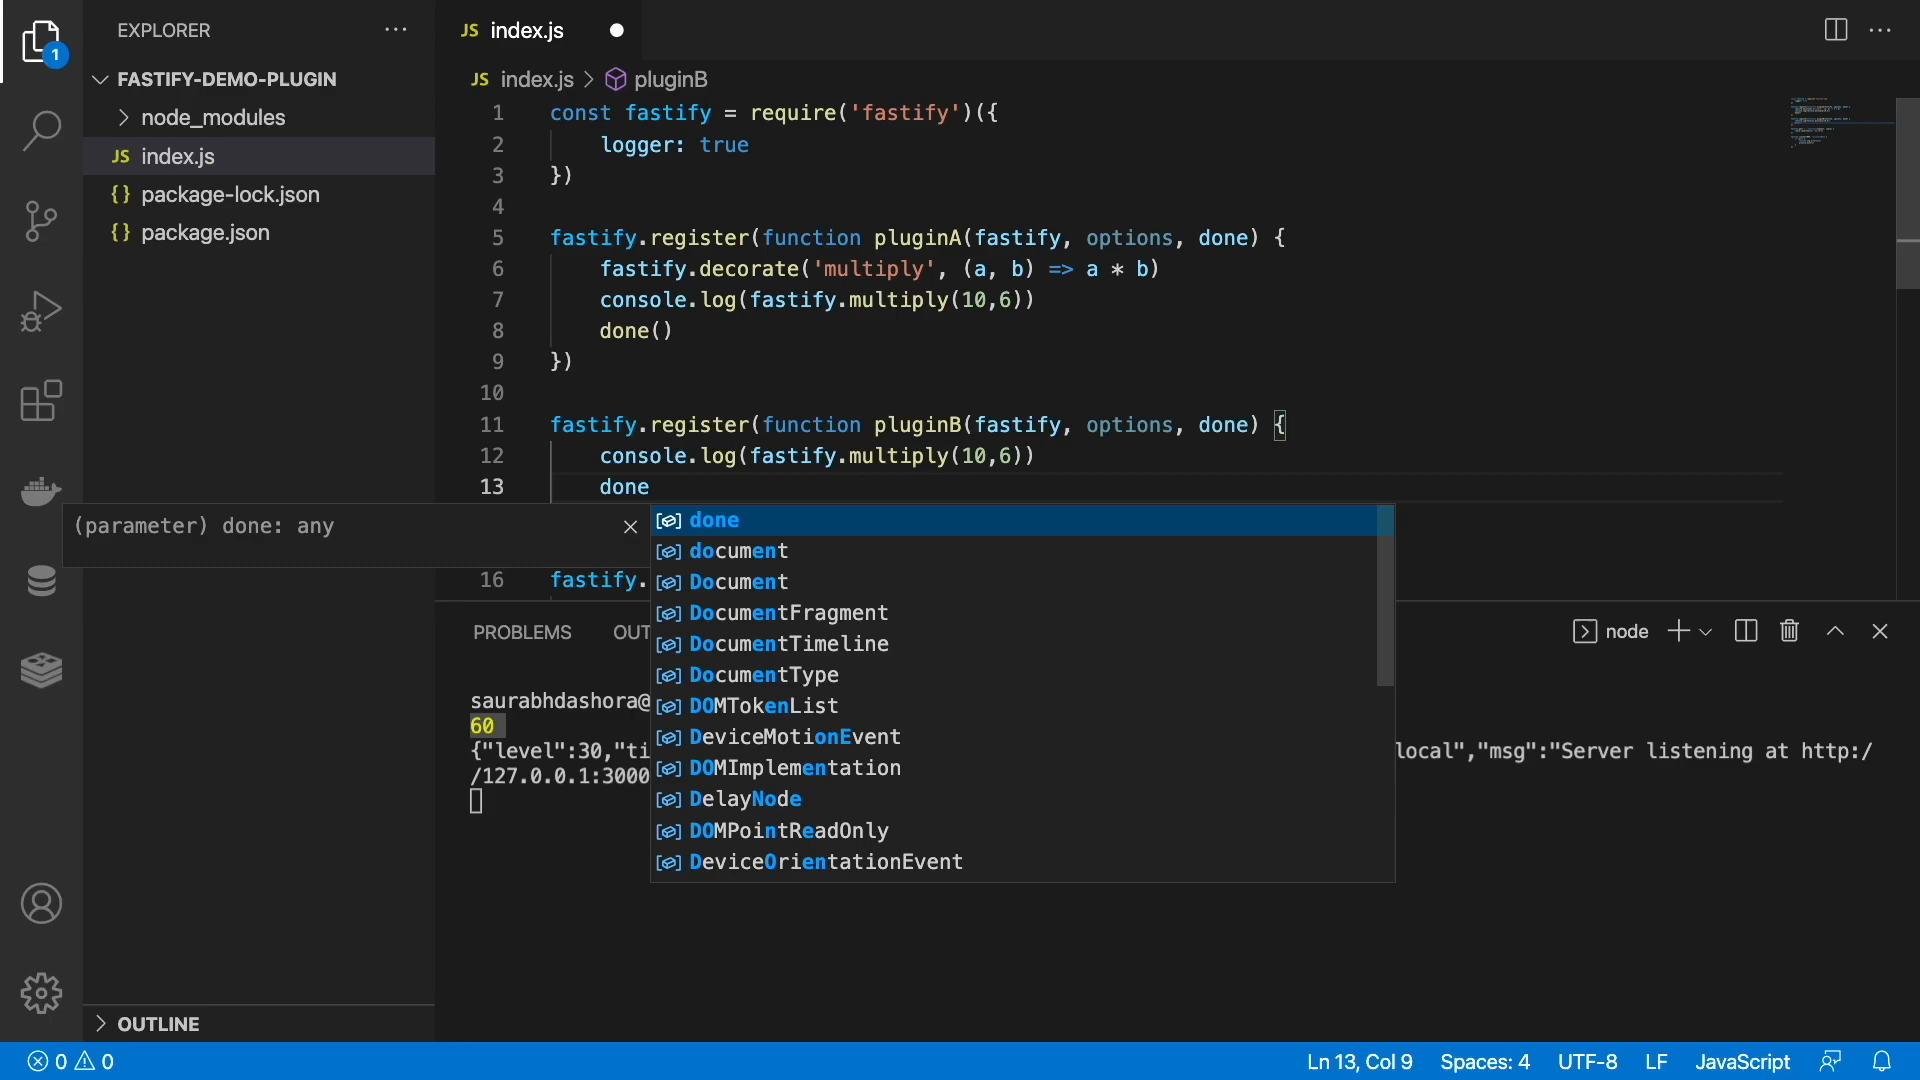 EXPLORER
1
FASTIFY-DEMO-PLUGIN
node_modules
JS index.js
{} package-lock.json
{} package.json
OUTLINE
JS index.js
JS index.js > pluginB
1 const fastify = require('fastify')({
2 logger: true
3 })
4
5 fastify.register(function pluginA(fastify, options, done) {
6 fastify.decorate('multiply', (a, b) => a * b)
7 console.log(fastify.multiply(10,6))
8 done()
9 })
10
11 fastify.register(function pluginB(fastify, options, done) {
12 console.log(fastify.multiply(10,6))
13 done
(parameter) done: any
16 fastify.
done
document
Document
DocumentFragment
DocumentTimeline
DocumentType
DOMTokenList
DeviceMotionEvent
DOMImplementation
DelayNode
DOMPointReadOnly
DeviceOrientationEvent
PROBLEMS OUT
node
saurabhdashora@
60
{"level":30,"ti local","msg":"Server listening at http:/
/127.0.0.1:3000
0 0
Ln 13, Col 9 Spaces: 4 UTF-8 LF JavaScript